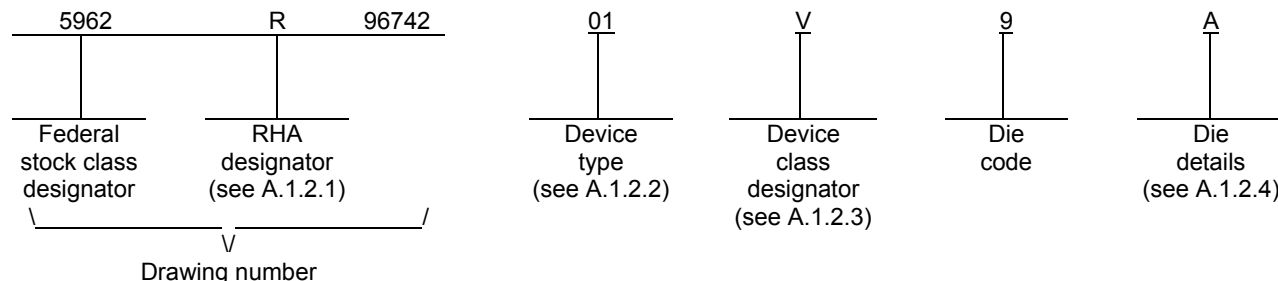 5962 R 96742 01 V 9 A
Federal RHA Device Device Die Die
stock class designator type class code details
designator (see A.1.2.1) (see A.1.2.2) designator (see A.1.2.4)
(see A.1.2.3)
Drawing number